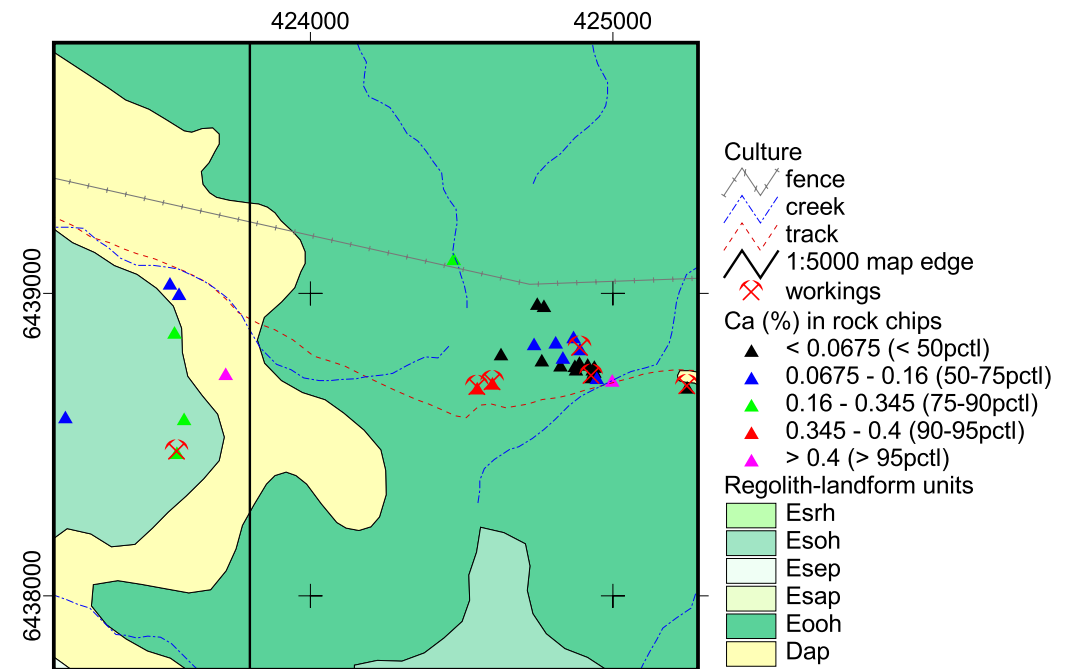 424000
425000
6439000
6438000
Culture
fence
creek
track
1:5000 map edge
workings
Ca (%) in rock chips
< 0.0675 (< 50pctl)
0.0675 - 0.16 (50-75pctl)
0.16 - 0.345 (75-90pctl)
0.345 - 0.4 (90-95pctl)
> 0.4 (> 95pctl)
Regolith-landform units
Esrh
Esoh
Esep
Esap
Eooh
Dap